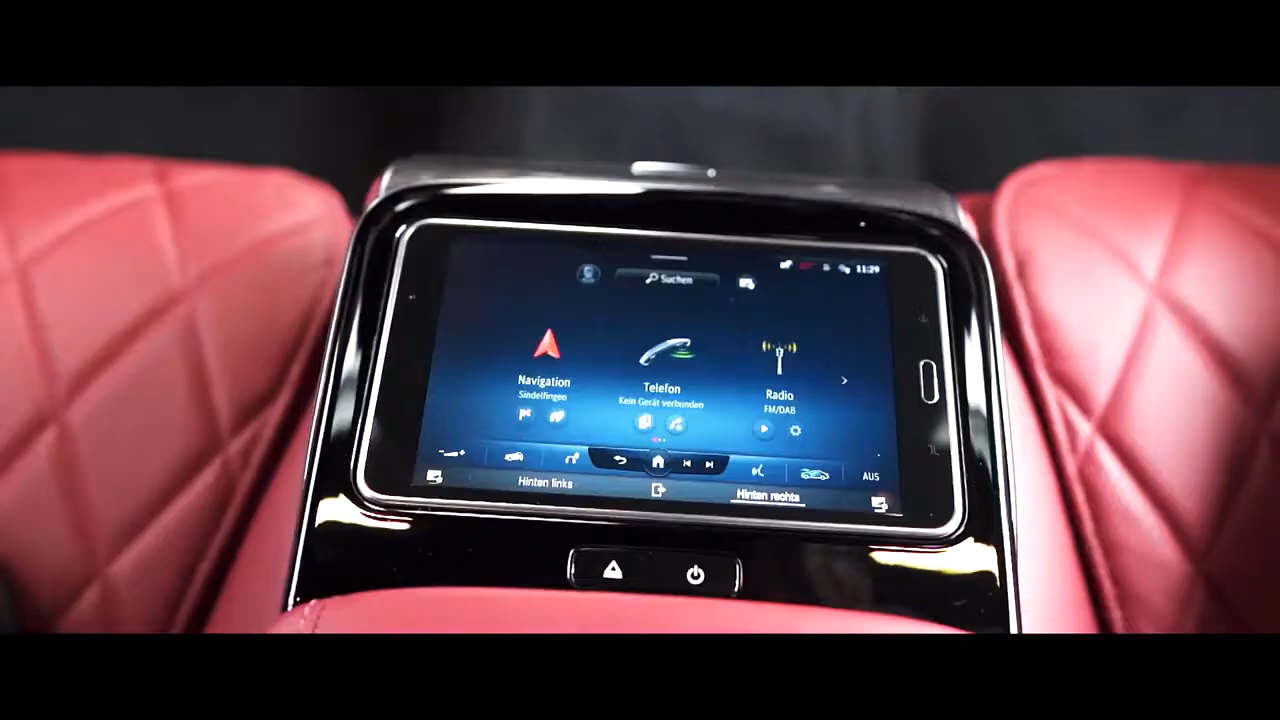 11:29
Suchen
Navigation
Sindelfingen
Telefon
Kein Gerät verbunden
Radio
FM/DAB
AUS
Hinten links
Hinten rechts